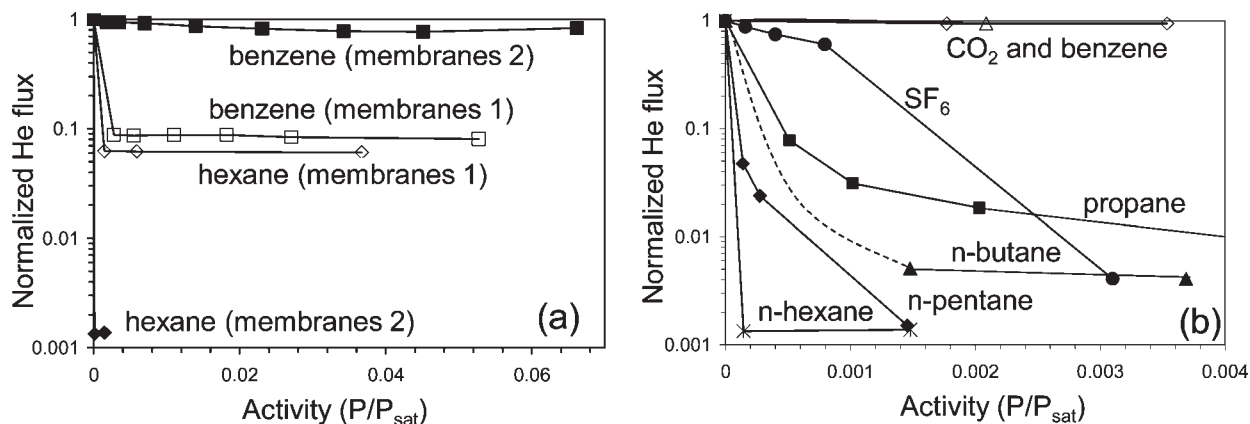 Normalized He flux
1
0.1
0.01
0.001
benzene (membranes 2)
benzene (membranes 1)
hexane (membranes 1)
hexane (membranes 2)
(a)
0
0.02
0.04
0.06
Activity (P/P_sat)
Normalized He flux
1
0.1
0.01
0.001
CO₂ and benzene
SF₆
propane
n-butane
n-pentane
n-hexane
(b)
0
0.001
0.002
0.003
0.004
Activity (P/P_sat)